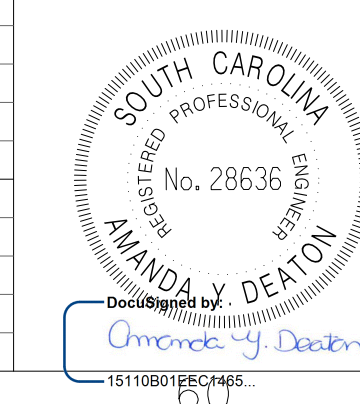 SOUTH CAROLINA
REGISTERED PROFESSIONAL ENGINEER
No. 28636
AMANDA Y DEATON
DocuSigned by:
Amanda Y. Deaton
15110B01EEC1465...